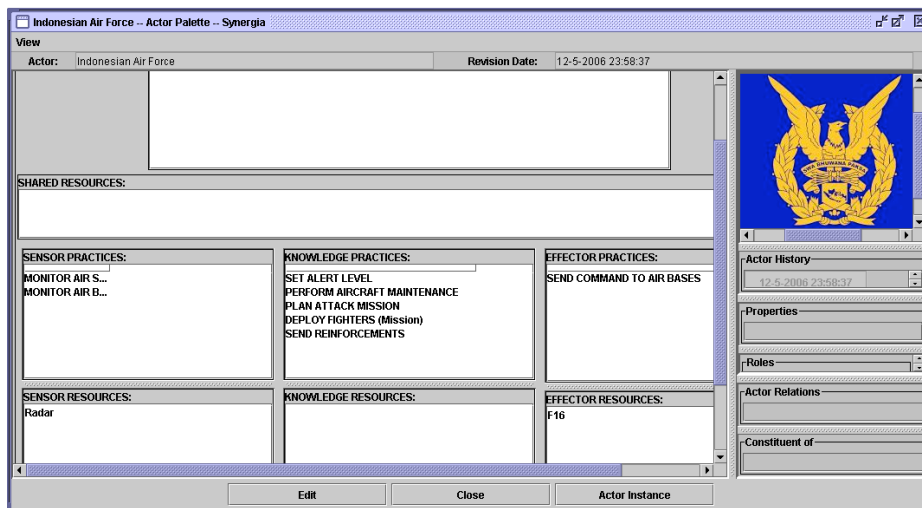 Indonesian Air Force -- Actor Palette -- Synergia
View
Actor: Indonesian Air Force Revision Date: 12-5-2006 23:58:37
SHARED RESOURCES:
SENSOR PRACTICES:
MONITOR AIR S...
MONITOR AIR B...
KNOWLEDGE PRACTICES:
SET ALERT LEVEL
PERFORM AIRCRAFT MAINTENANCE
PLAN ATTACK MISSION
DEPLOY FIGHTERS (Mission)
SEND REINFORCEMENTS
EFFECTOR PRACTICES:
SEND COMMAND TO AIR BASES
SENSOR RESOURCES:
Radar
KNOWLEDGE RESOURCES:
EFFECTOR RESOURCES:
F16
SWA BHUWANA PAKSA
Actor History
12-5-2006 23:58:37
Properties
Roles
Actor Relations
Constituent of
Edit Close Actor Instance